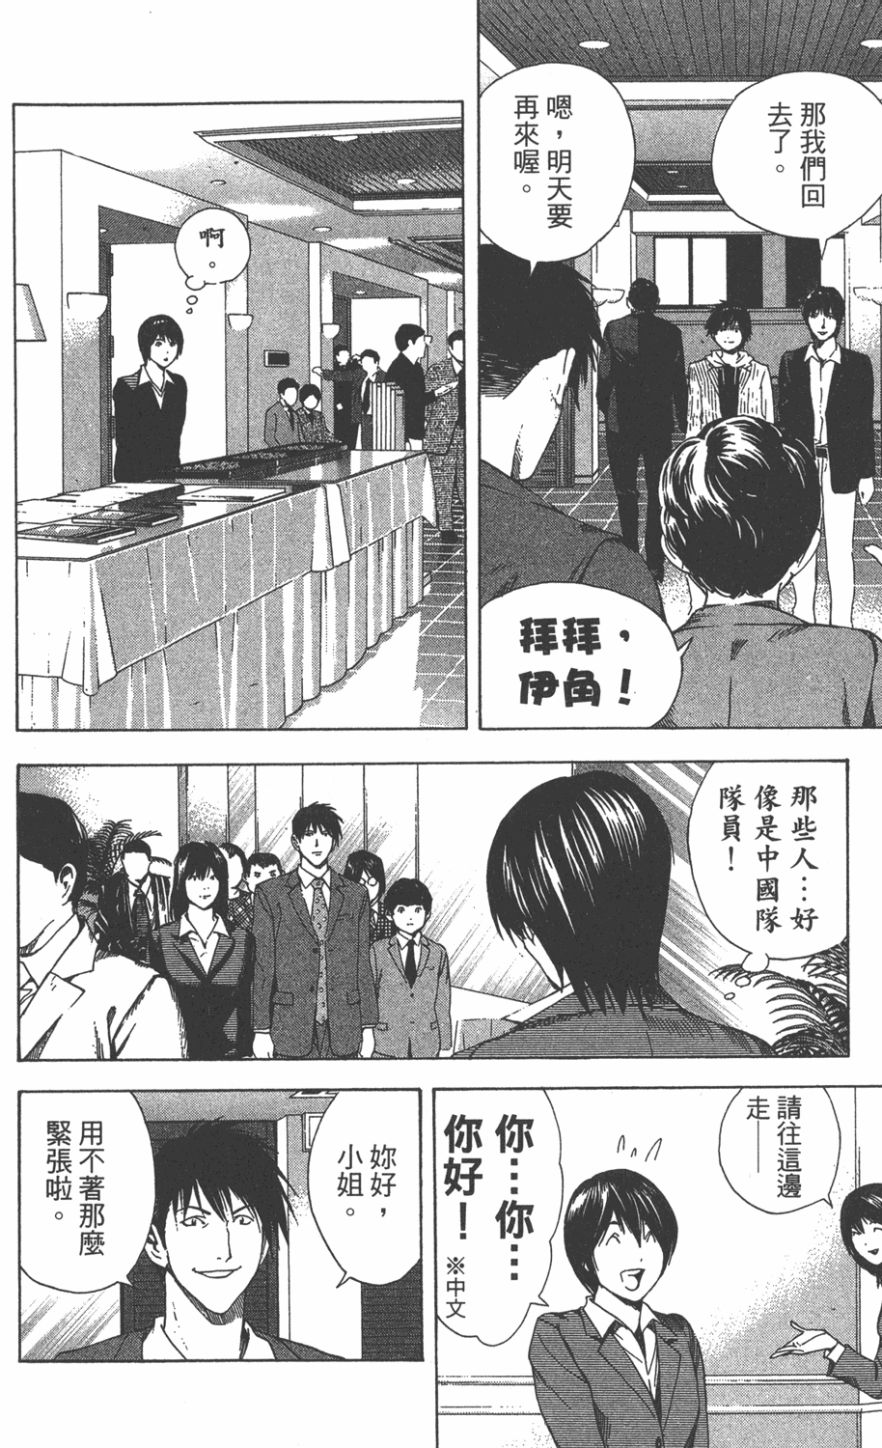 那我們回
去了。
嗯，明天要
再來喔。
拜拜，
伊角！
啊。
那些人…好
像是中國隊
隊員！
請往這邊
走——
你…你…
你好！
※中文
妳好，
小姐。
用不著那麼
緊張啦。